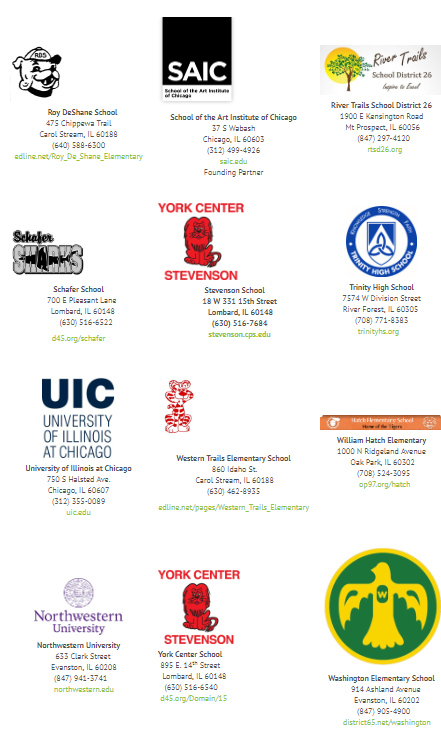 RDS
Roy DeShane School
475 Chippewa Trail
Carol Stream, IL 60188
(640) 588-6300
edline.net/Roy_De_Shane_Elementary
SAIC
School of the Art Institute
of Chicago
School of the Art Institute of Chicago
37 S Wabash
Chicago, IL 60603
(312) 499-4926
saic.edu
Founding Partner
River Trails
School District 26
Inspire to Excel
River Trails School District 26
1900 E Kensington Road
Mt Prospect, IL 60056
(847) 297-4120
rtsd26.org
Schafer
SHARKS
Schafer School
700 E Pleasant Lane
Lombard, IL 60148
(630) 516-6522
d45.org/schafer
YORK CENTER
STEVENSON
Stevenson School
18 W 331 15th Street
Lombard, IL 60148
(630) 516-7684
stevenson.cps.edu
KNOWLEDGE STRENGTH FAITH
TRINITY HIGH SCHOOL
Trinity High School
7574 W Division Street
River Forest, IL 60305
(708) 771-8383
trinityhs.org
UIC
UNIVERSITY
OF ILLINOIS
AT CHICAGO
University of Illinois at Chicago
750 S Halsted Ave.
Chicago, IL 60607
(312) 355-0089
uic.edu
Western Trails Elementary School
860 Idaho St.
Carol Stream, IL 60188
(630) 462-8935
edline.net/pages/Western_Trails_Elementary
Hatch Elementary School
Home of the Tigers
William Hatch Elementary
1000 N Ridgeland Avenue
Oak Park, IL 60302
(708) 524-3095
op97.org/hatch
Northwestern
University
Northwestern University
633 Clark Street
Evanston, IL 60208
(847) 941-3741
northwestern.edu
YORK CENTER
STEVENSON
York Center School
895 E. 14th Street
Lombard, IL 60148
(630) 516-6540
d45.org/Domain/15
W
Washington Elementary School
914 Ashland Avenue
Evanston, IL 60202
(847) 905-4900
district65.net/washington